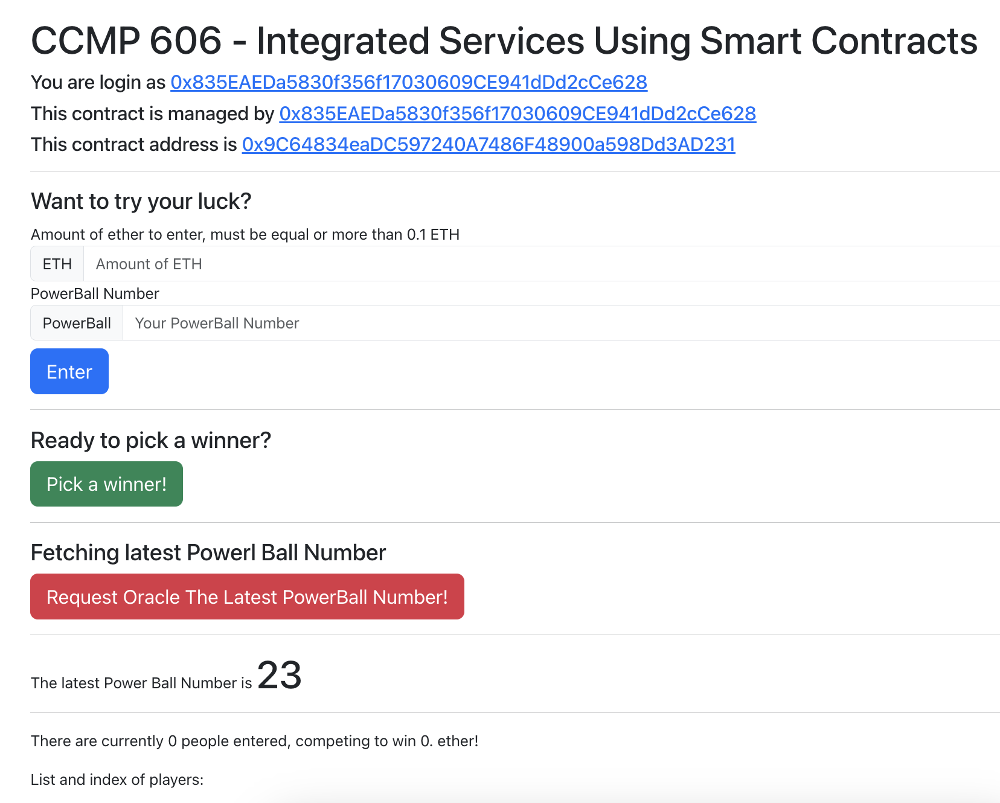 CCMP 606 - Integrated Services Using Smart Contracts
You are login as 0x835EAEDa5830f356f17030609CE941dDd2cCe628
This contract is managed by 0x835EAEDa5830f356f17030609CE941dDd2cCe628
This contract address is 0x9C64834eaDC597240A7486F48900a598Dd3AD231
Want to try your luck?
Amount of ether to enter, must be equal or more than 0.1 ETH
ETH Amount of ETH
PowerBall Number
PowerBall Your PowerBall Number
Enter
Ready to pick a winner?
Pick a winner!
Fetching latest Powerl Ball Number
Request Oracle The Latest PowerBall Number!
The latest Power Ball Number is 23
There are currently 0 people entered, competing to win 0. ether!
List and index of players: